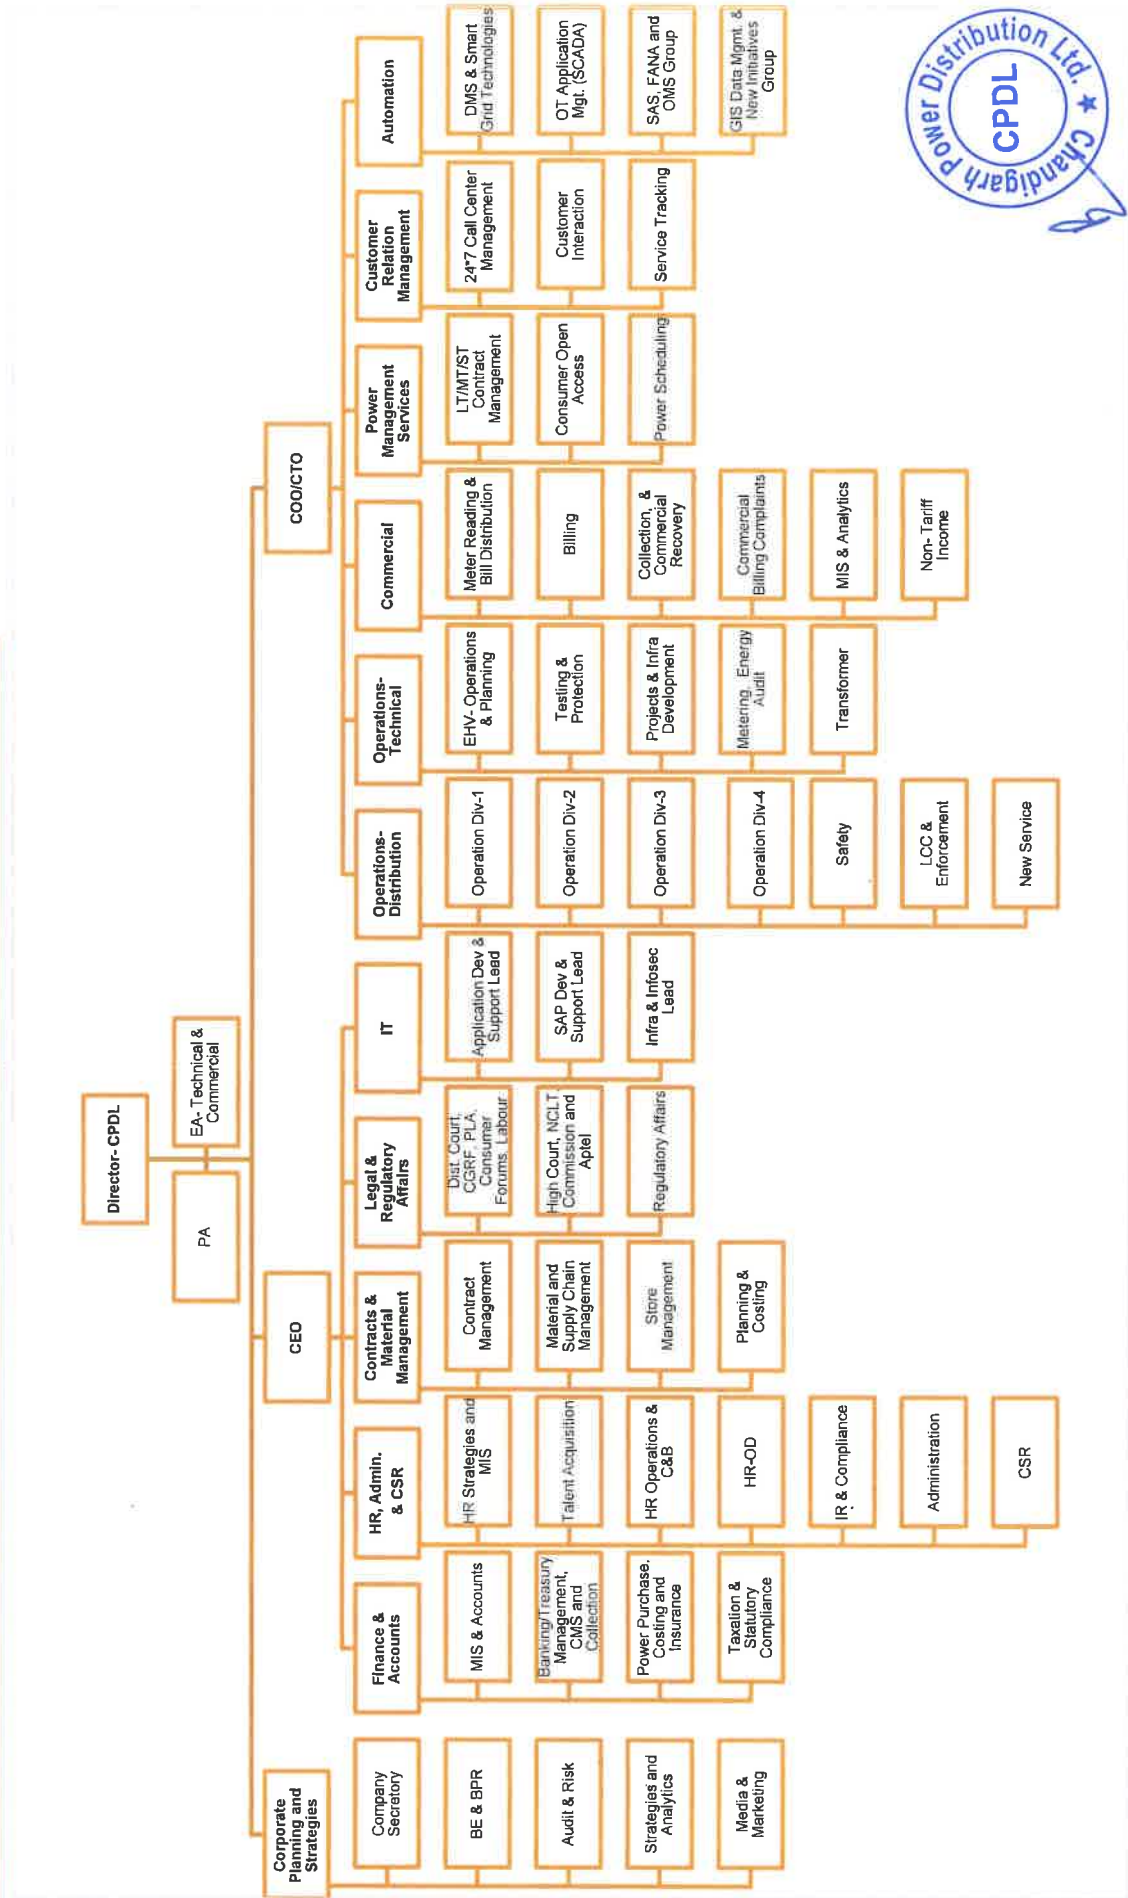 Director- CPDL
PA
EA- Technical &
Commercial
Corporate
Planning and
Strategies
CEO
COO/CTO
Company
Secretory
BE & BPR
Audit & Risk
Strategies and
Analytics
Media &
Marketing
Finance &
Accounts
MIS & Accounts
Banking/Treasury
Management,
CMS and
Collection
Power Purchase.
Costing and
Insurance
Taxation &
Statutory
Compliance
HR, Admin.
& CSR
HR Strategies and
MIS
Talent Acquisition
HR Operations &
C&B
HR-OD
IR & Compliance
Administration
CSR
Contracts &
Material
Management
Contract
Management
Material and
Supply Chain
Management
Store
Management
Planning &
Costing
Legal &
Regulatory
Affairs
Dist. Court,
CGRF, PLA,
Consumer
Forums, Labour
High Court, NCLT,
Commission and
Aptel
Regulatory Affairs
IT
Application Dev &
Support Lead
SAP Dev &
Support Lead
Infra & Infosec
Lead
Operations-
Distribution
Operation Div-1
Operation Div-2
Operation Div-3
Operation Div-4
Safety
LCC &
Enforcement
New Service
Operations-
Technical
EHV- Operations
& Planning
Testing &
Protection
Projects & Infra
Development
Metering, Energy
Audit
Transformer
Commercial
Meter Reading &
Bill Distribution
Billing
Collection, &
Commercial
Recovery
Commercial
Billing Complaints
MIS & Analytics
Non- Tariff
Income
Power
Management
Services
LT/MT/ST
Contract
Management
Consumer Open
Access
Power Scheduling
Customer
Relation
Management
24*7 Call Center
Management
Customer
Interaction
Service Tracking
Automation
DMS & Smart
Grid Technologies
OT Application
Mgt. (SCADA)
SAS, FANA and
OMS Group
GIS Data Mgmt. &
New Initiatives
Group
Chandigarh Power Distribution Ltd. ★
CPDL